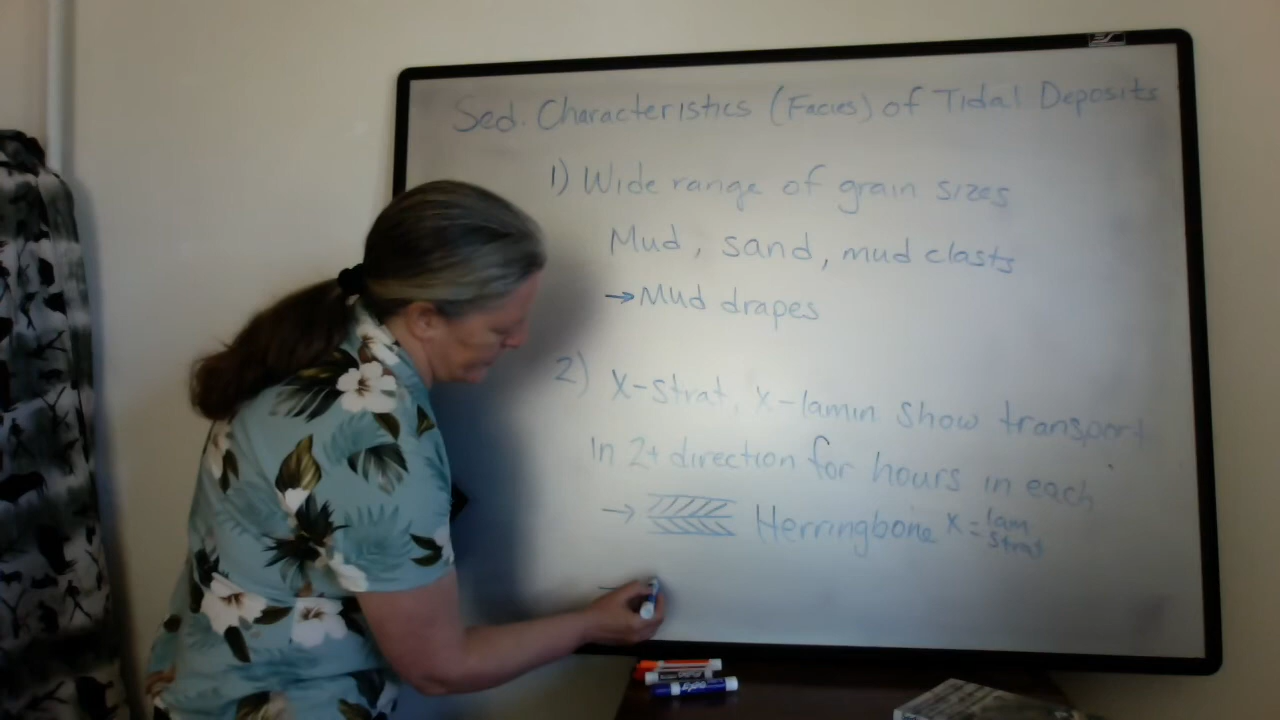 Sed. Characteristics (Facies) of Tidal Deposits
1) Wide range of grain sizes
Mud, sand, mud clasts
→ Mud drapes
2) X-strat, x-lamin show transport
in 2+ direction for hours in each
→ Herringbone x = lam
strat